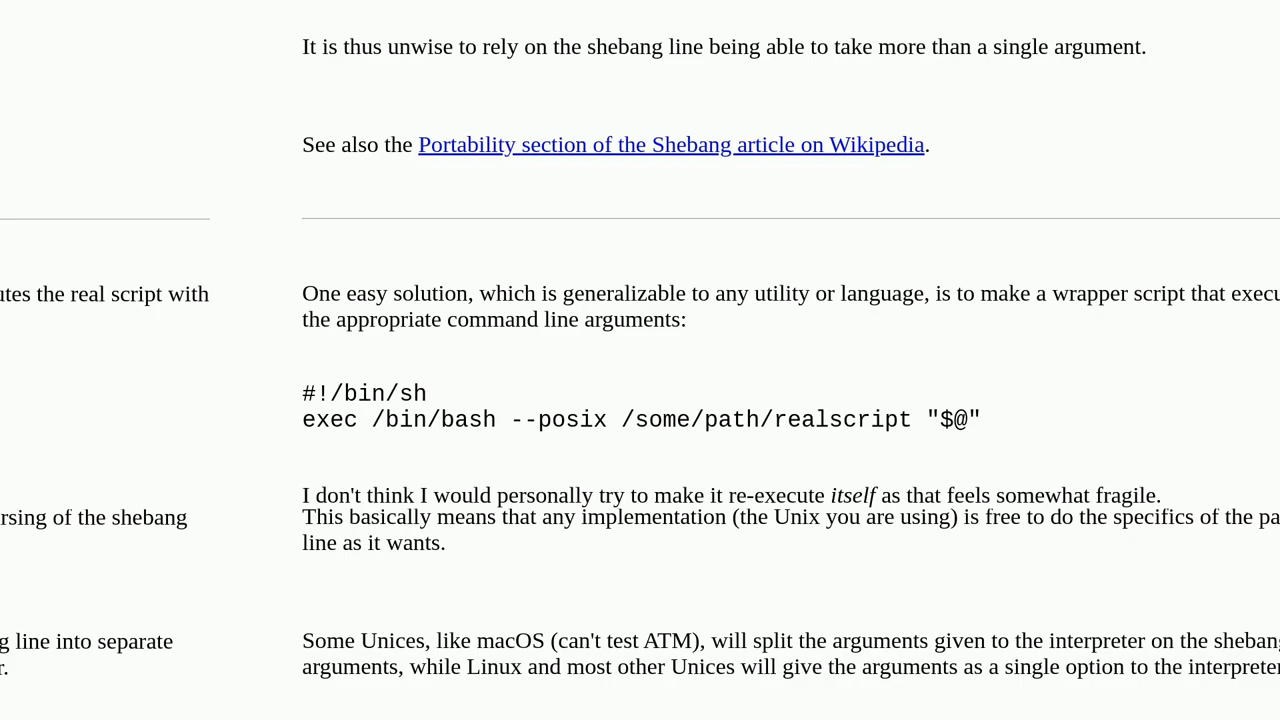 It is thus unwise to rely on the shebang line being able to take more than a single argument.
See also the Portability section of the Shebang article on Wikipedia.
utes the real script with
One easy solution, which is generalizable to any utility or language, is to make a wrapper script that execu
the appropriate command line arguments:
#!/bin/sh
exec /bin/bash --posix /some/path/realscript "$@"
I don't think I would personally try to make it re-execute itself as that feels somewhat fragile.
rsing of the shebang
This basically means that any implementation (the Unix you are using) is free to do the specifics of the pa
line as it wants.
g line into separate
r.
Some Unices, like macOS (can't test ATM), will split the arguments given to the interpreter on the sheban
arguments, while Linux and most other Unices will give the arguments as a single option to the interpreter